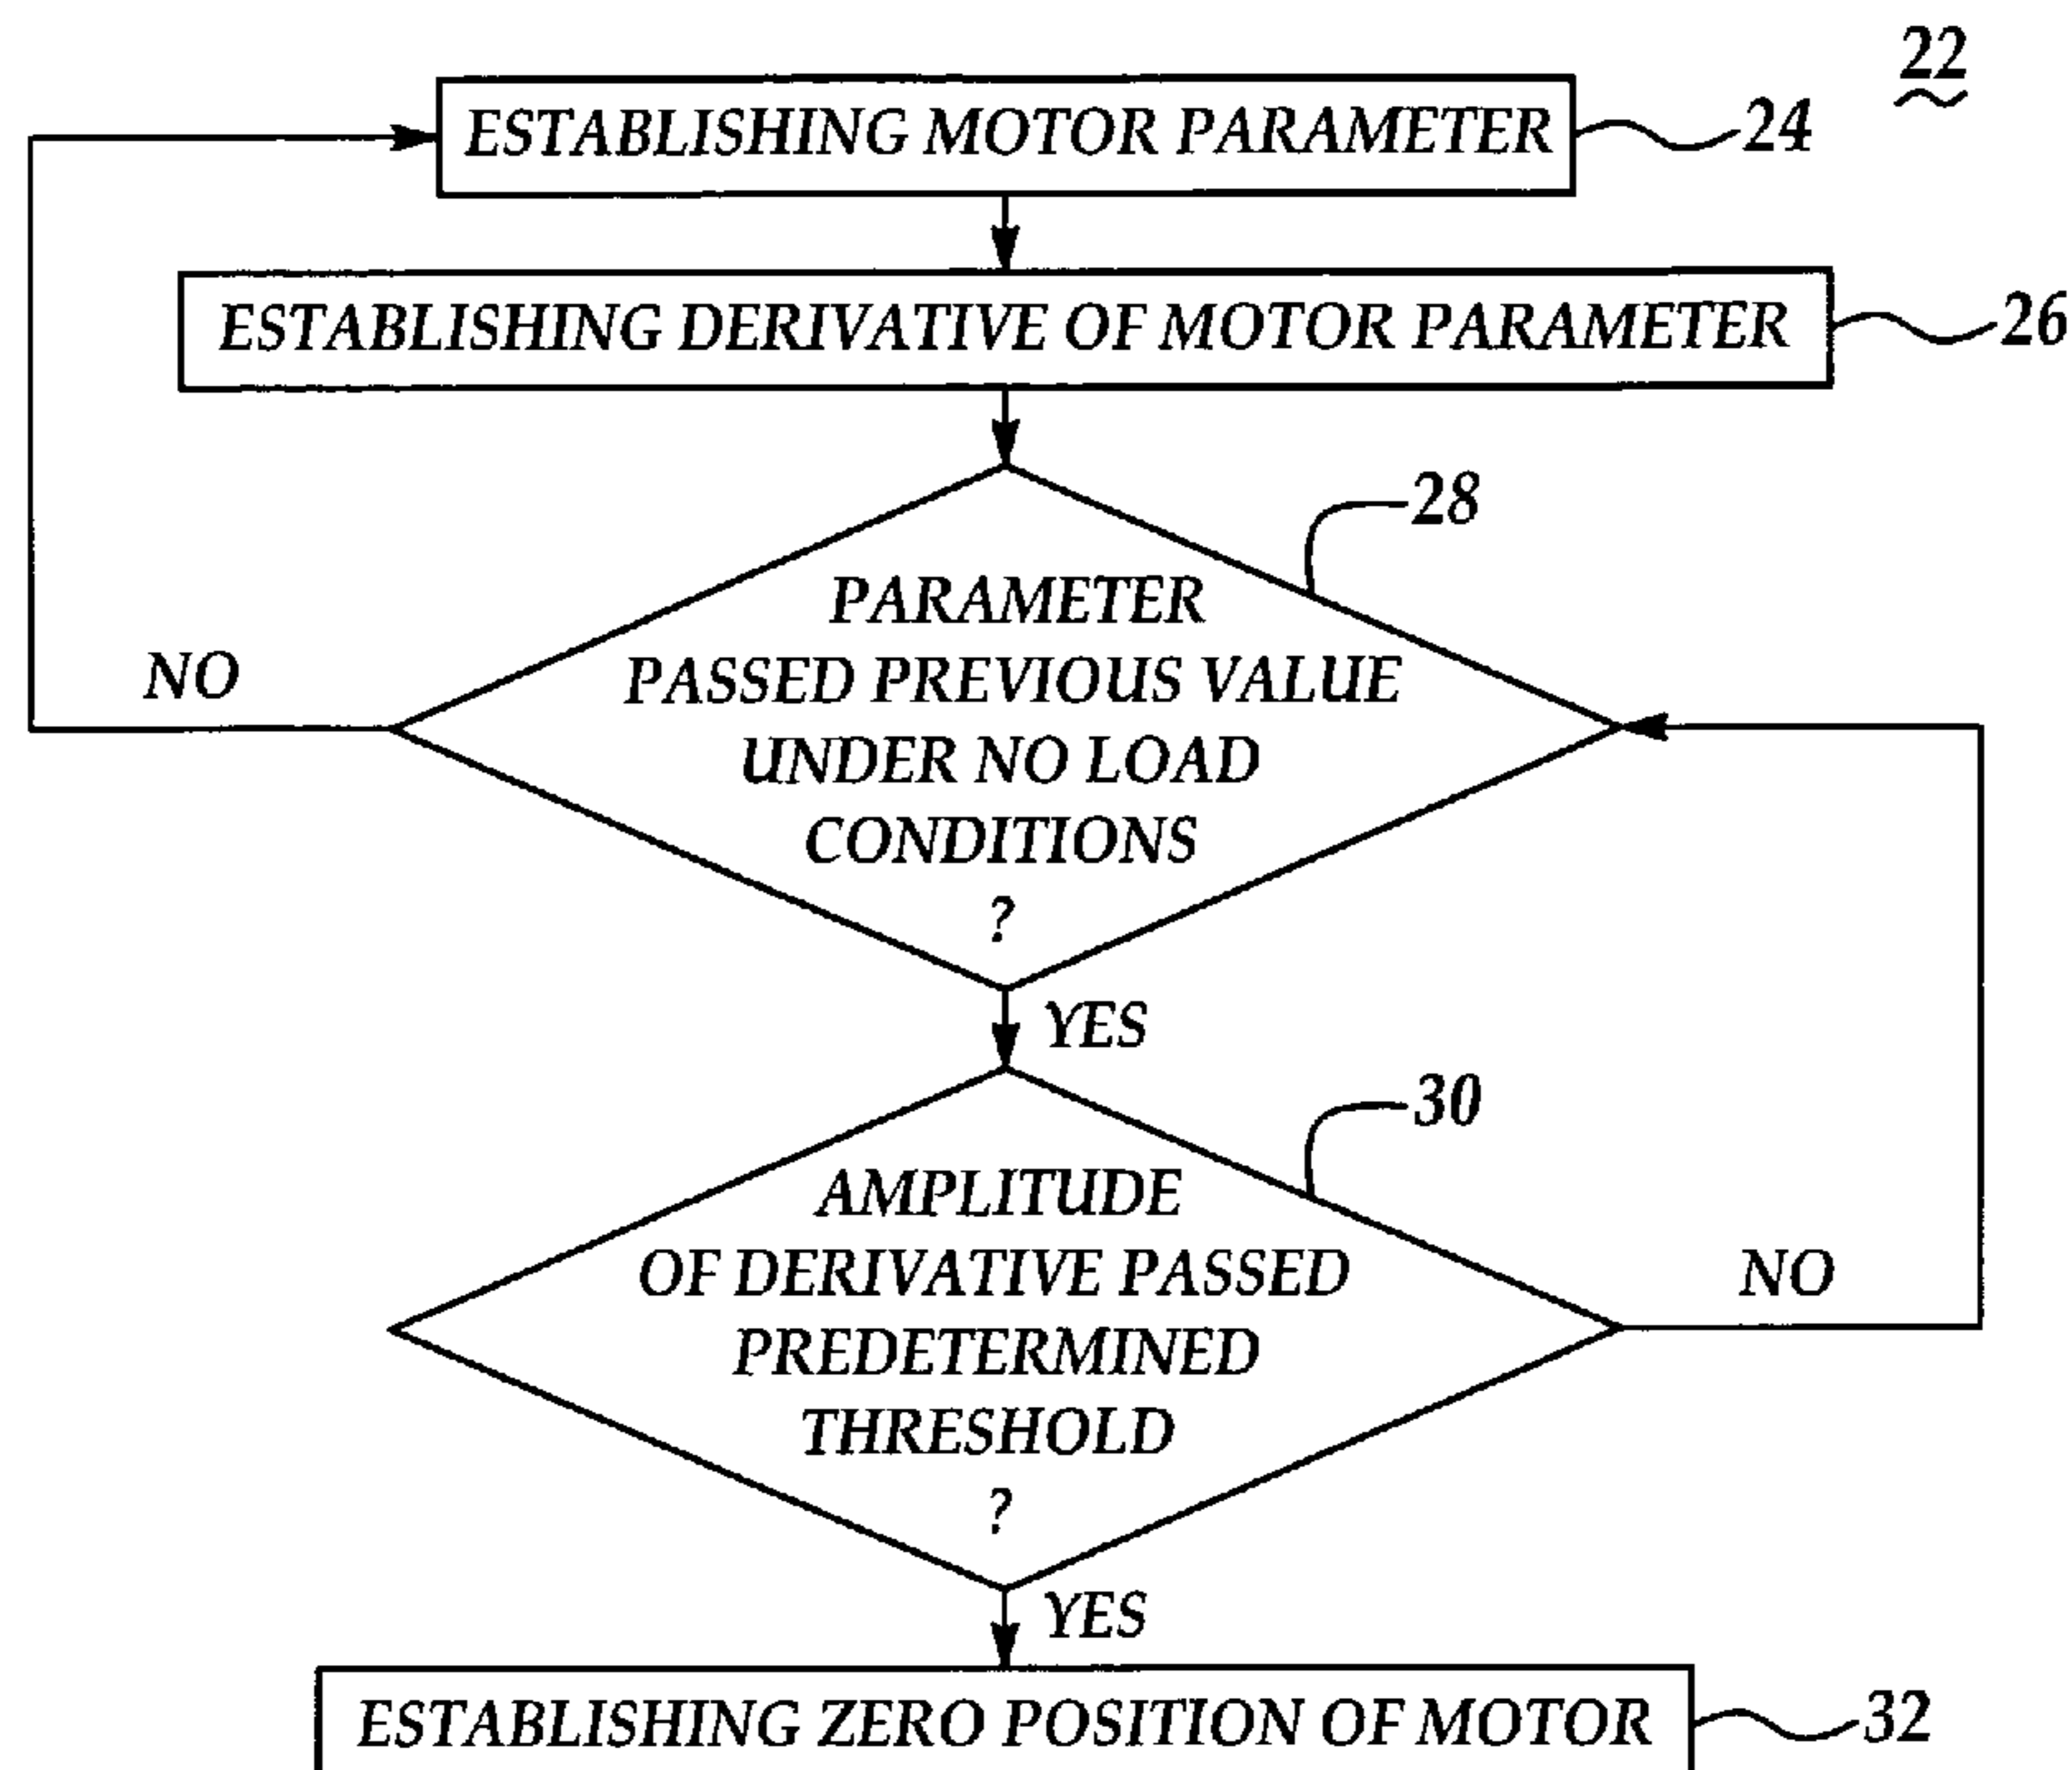 22
ESTABLISHING MOTOR PARAMETER
24
ESTABLISHING DERIVATIVE OF MOTOR PARAMETER
26
28
PARAMETER
PASSED PREVIOUS VALUE
UNDER NO LOAD
CONDITIONS
?
NO
YES
30
AMPLITUDE
OF DERIVATIVE PASSED
PREDETERMINED
THRESHOLD
?
NO
YES
ESTABLISHING ZERO POSITION OF MOTOR
32